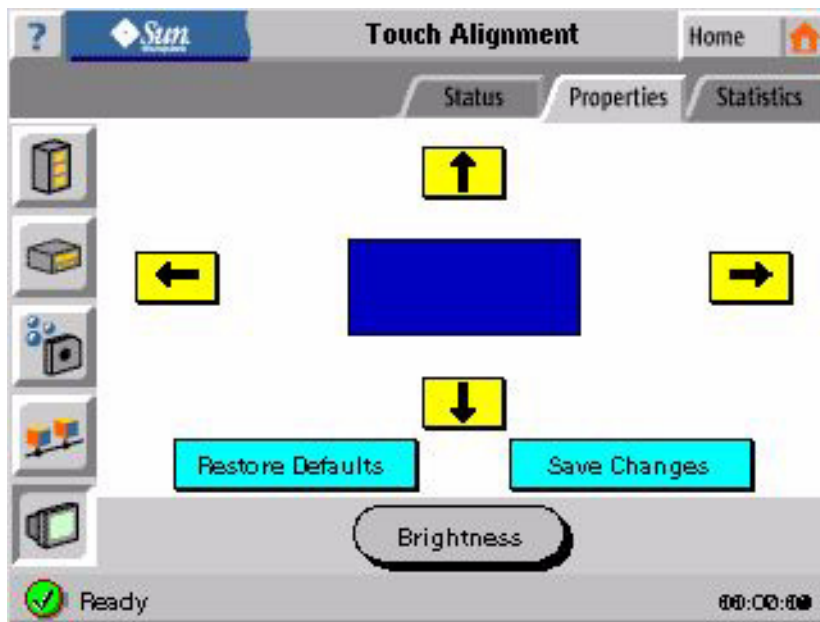 ?
Sun
Touch Alignment
Home
Status
Properties
Statistics
Restore Defaults
Save Changes
Brightness
Ready